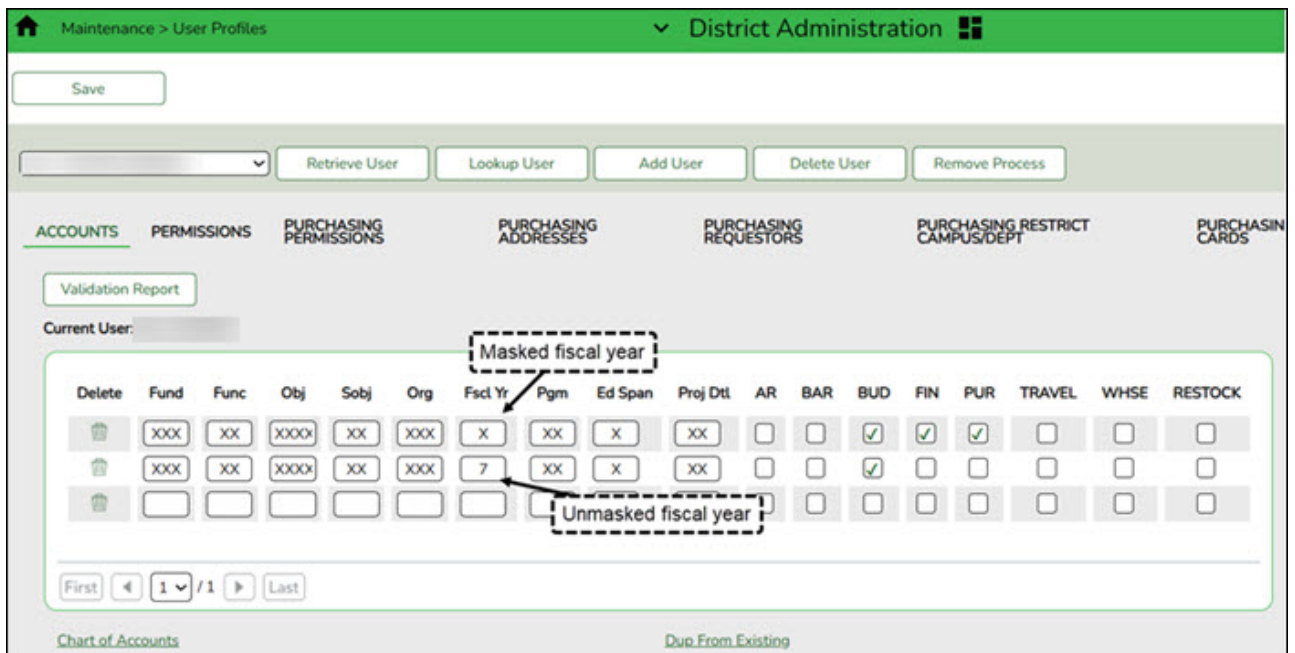 Maintenance > User Profiles
District Administration
Save
Retrieve User Lookup User Add User Delete User Remove Process
ACCOUNTS PERMISSIONS PURCHASING PERMISSIONS PURCHASING ADDRESSES PURCHASING REQUESTORS PURCHASING RESTRICT CAMPUS/DEPT PURCHASIN CARDS
Validation Report
Current User:
Masked fiscal year
Delete Fund Func Obj Sobj Org Fscl Yr Pgm Ed Span Proj Dtl AR BAR BUD FIN PUR TRAVEL WHSE RESTOCK
XXX XX XXXX XX XXX X XX X XX
XXX XX XXXX XX XXX 7 XX X XX
Unmasked fiscal year
First 1 / 1 Last
Chart of Accounts Dup From Existing